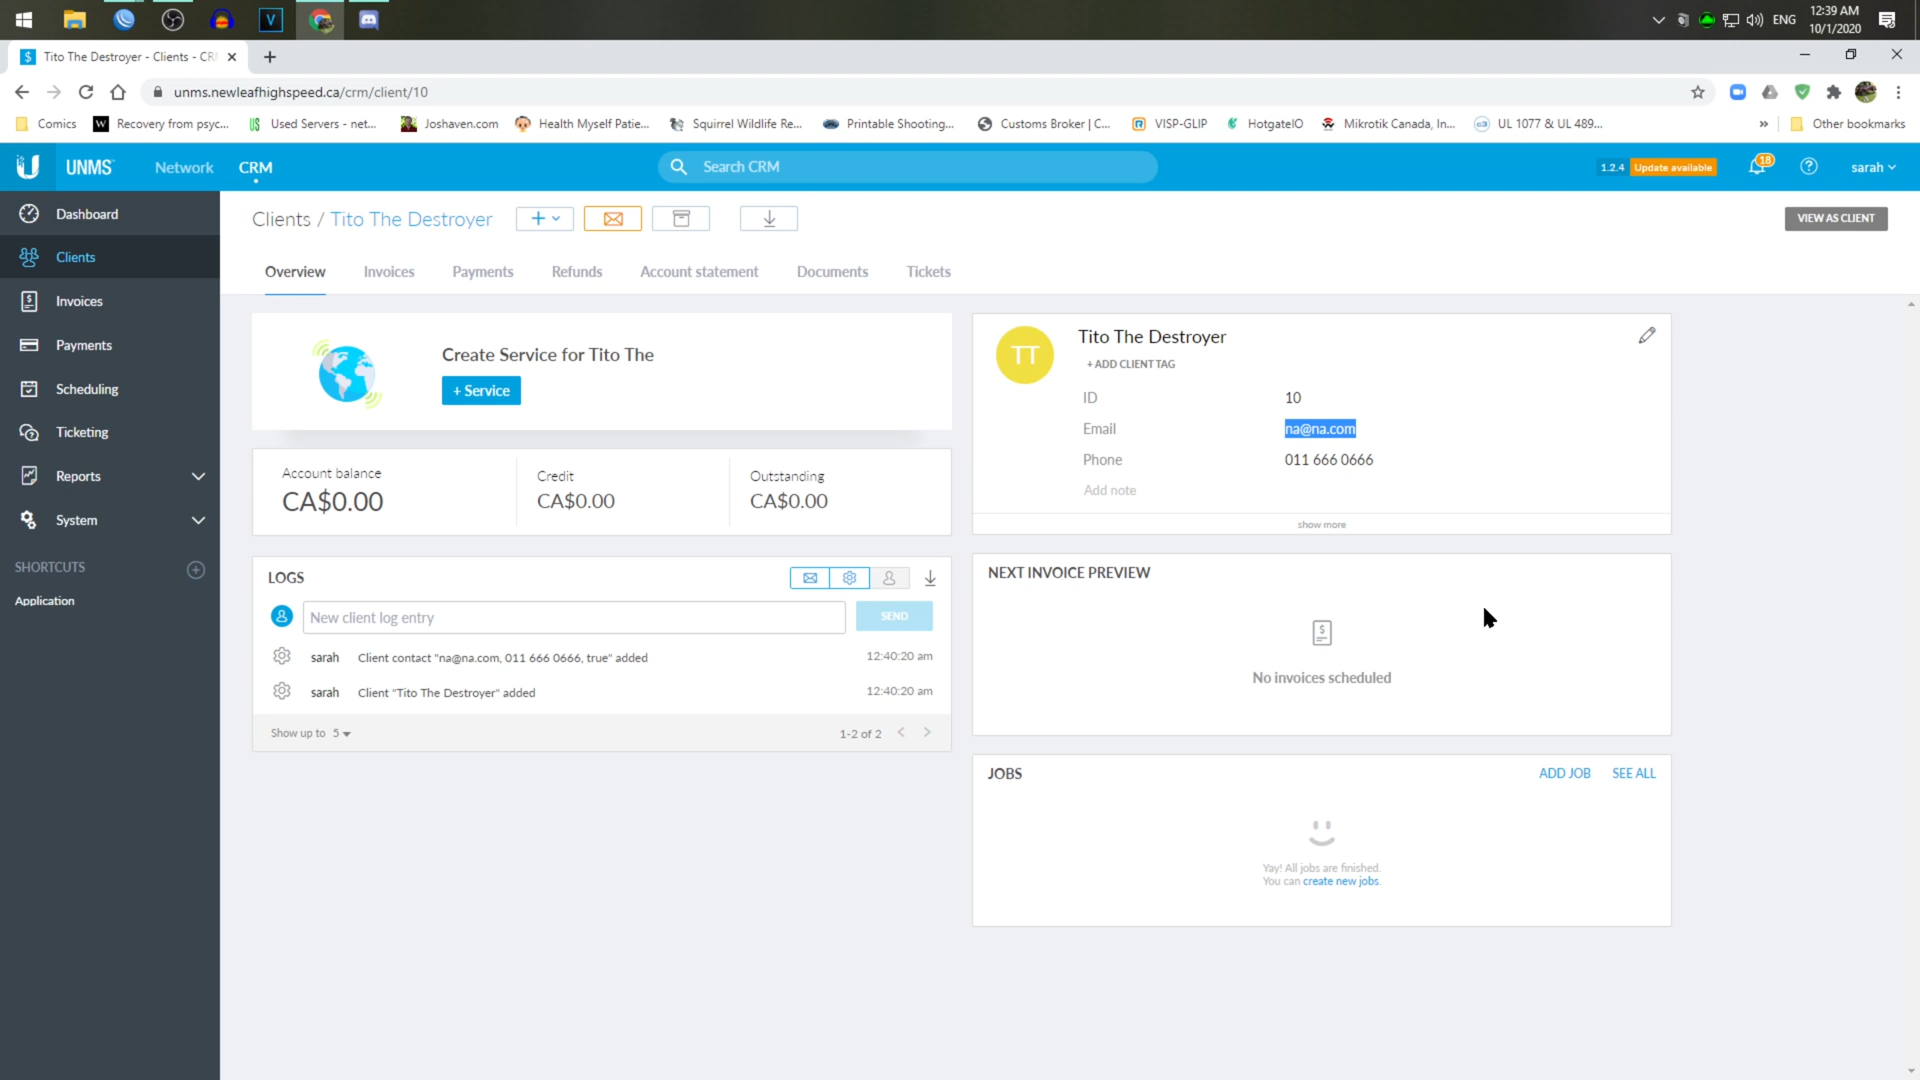 ENG
12:39 AM
10/1/2020
Tito The Destroyer - Clients - CR
unms.newleafhighspeed.ca/crm/client/10
Comics
Recovery from psyc...
Used Servers - net...
Joshaven.com
Health Myself Patie...
Squirrel Wildlife Re...
Printable Shooting...
Customs Broker | C...
VISP-GLIP
HotgateIO
Mikrotik Canada, In...
UL 1077 & UL 489...
»
Other bookmarks
UNMS
Network
CRM
Search CRM
1.2.4
Update available
18
sarah
Dashboard
Clients
Invoices
Payments
Scheduling
Ticketing
Reports
System
SHORTCUTS
Application
Clients / Tito The Destroyer
VIEW AS CLIENT
Overview
Invoices
Payments
Refunds
Account statement
Documents
Tickets
Create Service for Tito The
+ Service
Account balance
CA$0.00
Credit
CA$0.00
Outstanding
CA$0.00
LOGS
New client log entry
SEND
sarah Client contact "na@na.com, 011 666 0666, true" added 12:40:20 am
sarah Client "Tito The Destroyer" added 12:40:20 am
Show up to 5
1-2 of 2
TT
Tito The Destroyer
+ ADD CLIENT TAG
ID 10
Email na@na.com
Phone 011 666 0666
Add note
show more
NEXT INVOICE PREVIEW
No invoices scheduled
JOBS
ADD JOB
SEE ALL
Yay! All jobs are finished.
You can create new jobs.